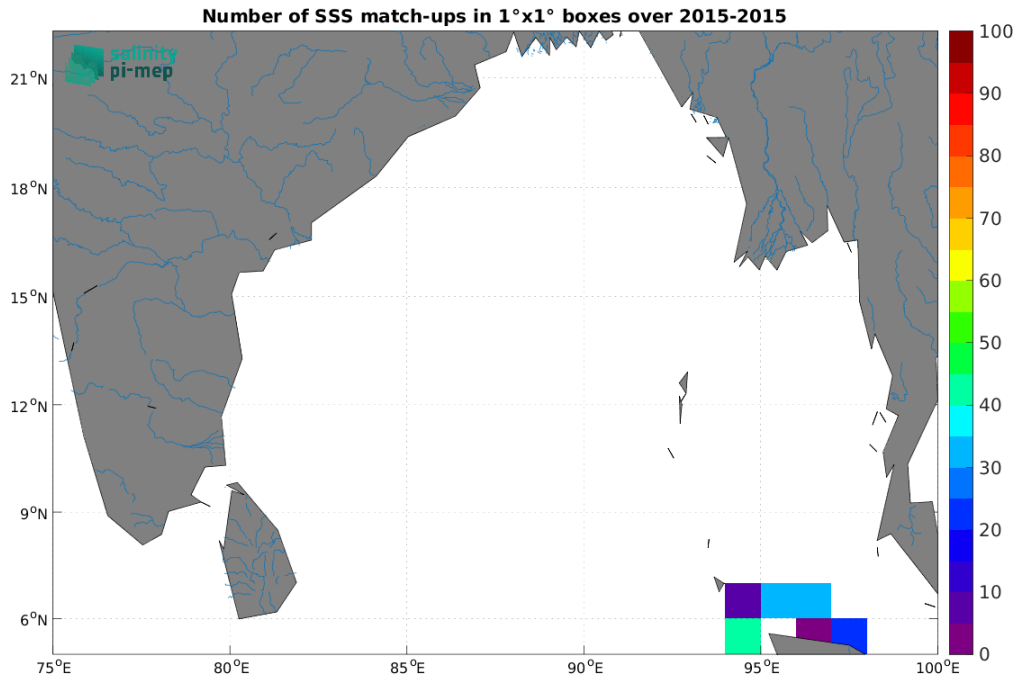 Number of SSS match-ups in 1°x1° boxes over 2015-2015
salinity
pi-mep
21°N
18°N
15°N
12°N
9°N
6°N
75°E
80°E
85°E
90°E
95°E
100°E
100
90
80
70
60
50
40
30
20
10
0